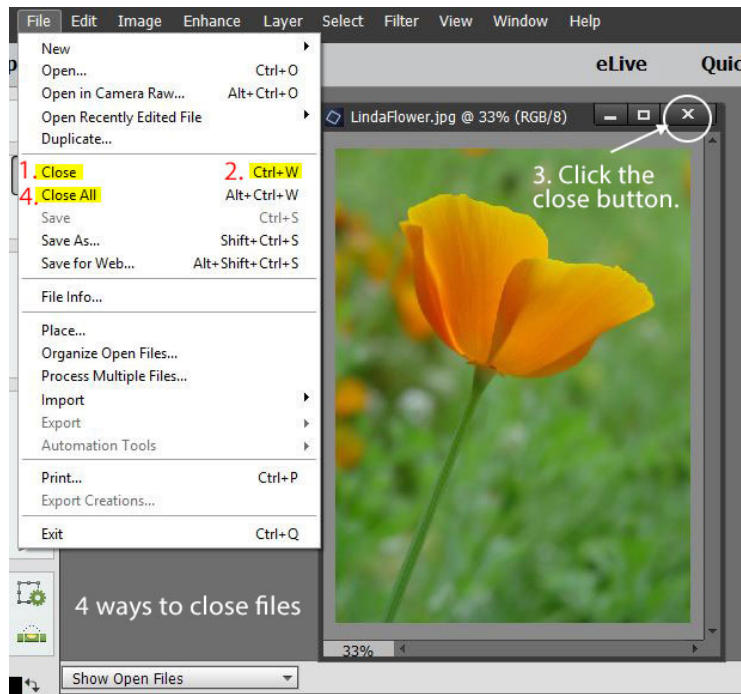 File Edit Image Enhance Layer Select Filter View Window Help
eLive Quic
New
Open... Ctrl+O
Open in Camera Raw... Alt+Ctrl+O
Open Recently Edited File
Duplicate...
1. Close 2. Ctrl+W
4. Close All Alt+Ctrl+W
Save Ctrl+S
Save As... Shift+Ctrl+S
Save for Web... Alt+Shift+Ctrl+S
File Info...
Place...
Organize Open Files...
Process Multiple Files...
Import
Export
Automation Tools
Print... Ctrl+P
Export Creations...
Exit Ctrl+Q
LindaFlower.jpg @ 33% (RGB/8)
3. Click the
close button.
4 ways to close files
33%
Show Open Files